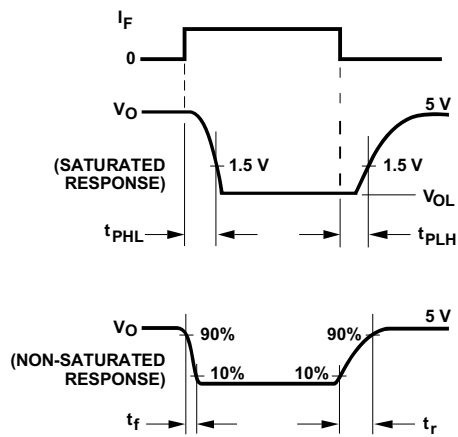 I_F
0
V_O
5 V
(SATURATED
RESPONSE)
1.5 V
1.5 V
V_OL
t_PHL
t_PLH
V_O
5 V
90%
90%
(NON-SATURATED
RESPONSE)
10%
10%
t_f
t_r